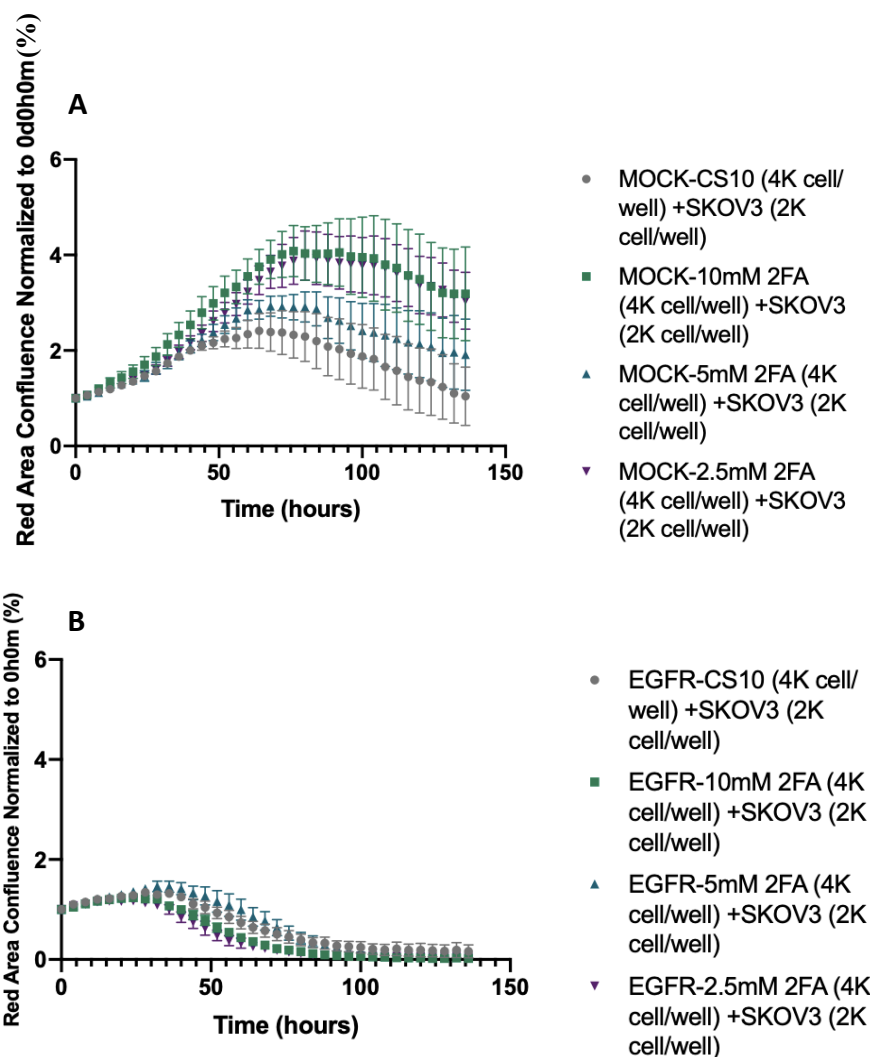 A
Red Area Confluence Normalized to 0d0h0m (%)
6
4
2
0
0
50
100
150
Time (hours)
MOCK-CS10 (4K cell/
well) +SKOV3 (2K
cell/well)
MOCK-10mM 2FA
(4K cell/well) +SKOV3
(2K cell/well)
MOCK-5mM 2FA (4K
cell/well) +SKOV3 (2K
cell/well)
MOCK-2.5mM 2FA
(4K cell/well) +SKOV3
(2K cell/well)
B
Red Area Confluence Normalized to 0h0m (%)
6
4
2
0
0
50
100
150
Time (hours)
EGFR-CS10 (4K cell/
well) +SKOV3 (2K
cell/well)
EGFR-10mM 2FA (4K
cell/well) +SKOV3 (2K
cell/well)
EGFR-5mM 2FA (4K
cell/well) +SKOV3 (2K
cell/well)
EGFR-2.5mM 2FA (4K
cell/well) +SKOV3 (2K
cell/well)